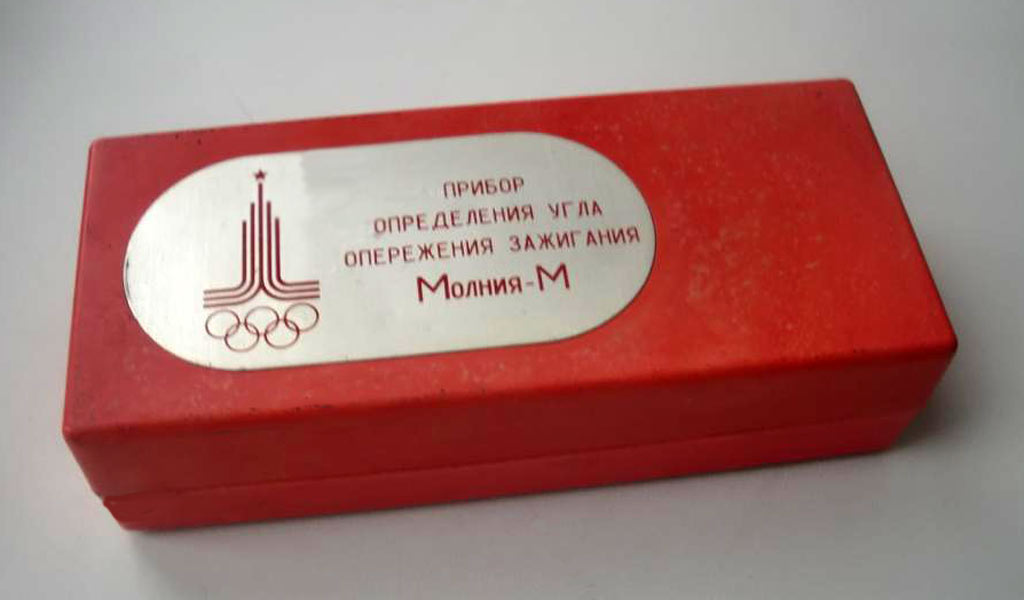 ПРИБОР
ОПРЕДЕЛЕНИЯ УГЛА
ОПЕРЕЖЕНИЯ ЗАЖИГАНИЯ
Молния-М